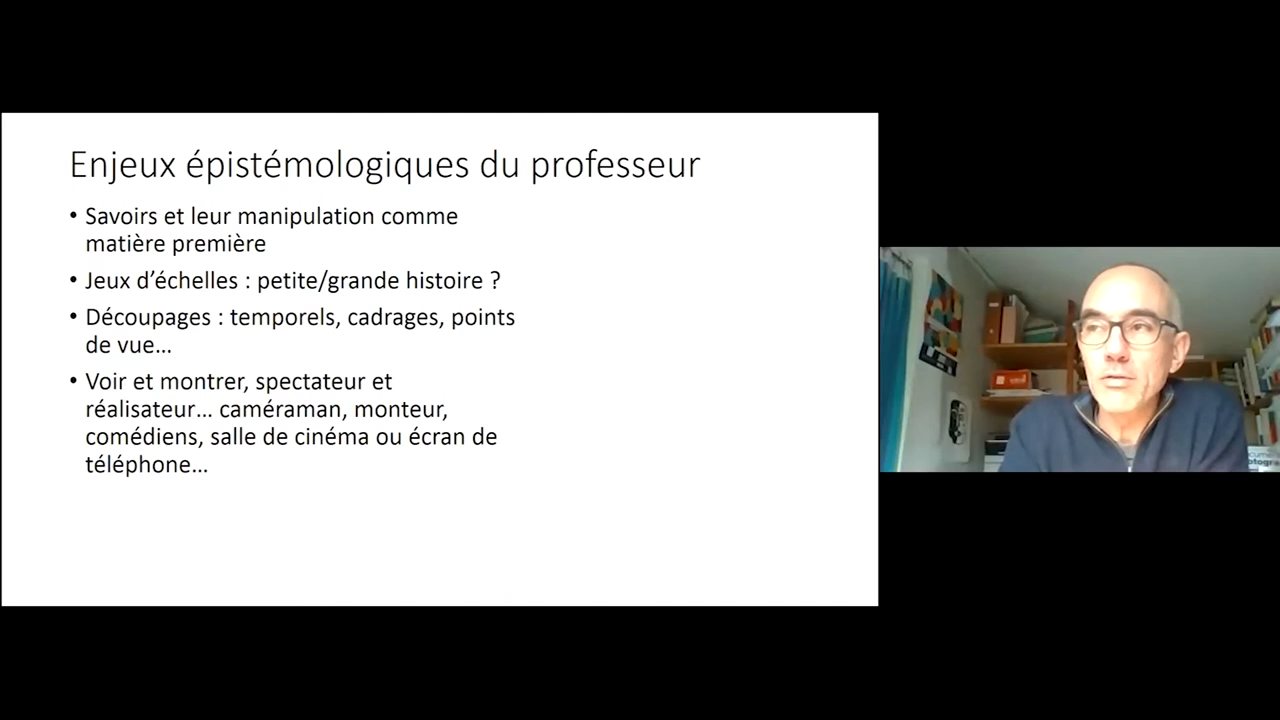 Enjeux épistémologiques du professeur
• Savoirs et leur manipulation comme
matière première
• Jeux d’échelles : petite/grande histoire ?
• Découpages : temporels, cadrages, points
de vue…
• Voir et montrer, spectateur et
réalisateur… caméraman, monteur,
comédiens, salle de cinéma ou écran de
téléphone…